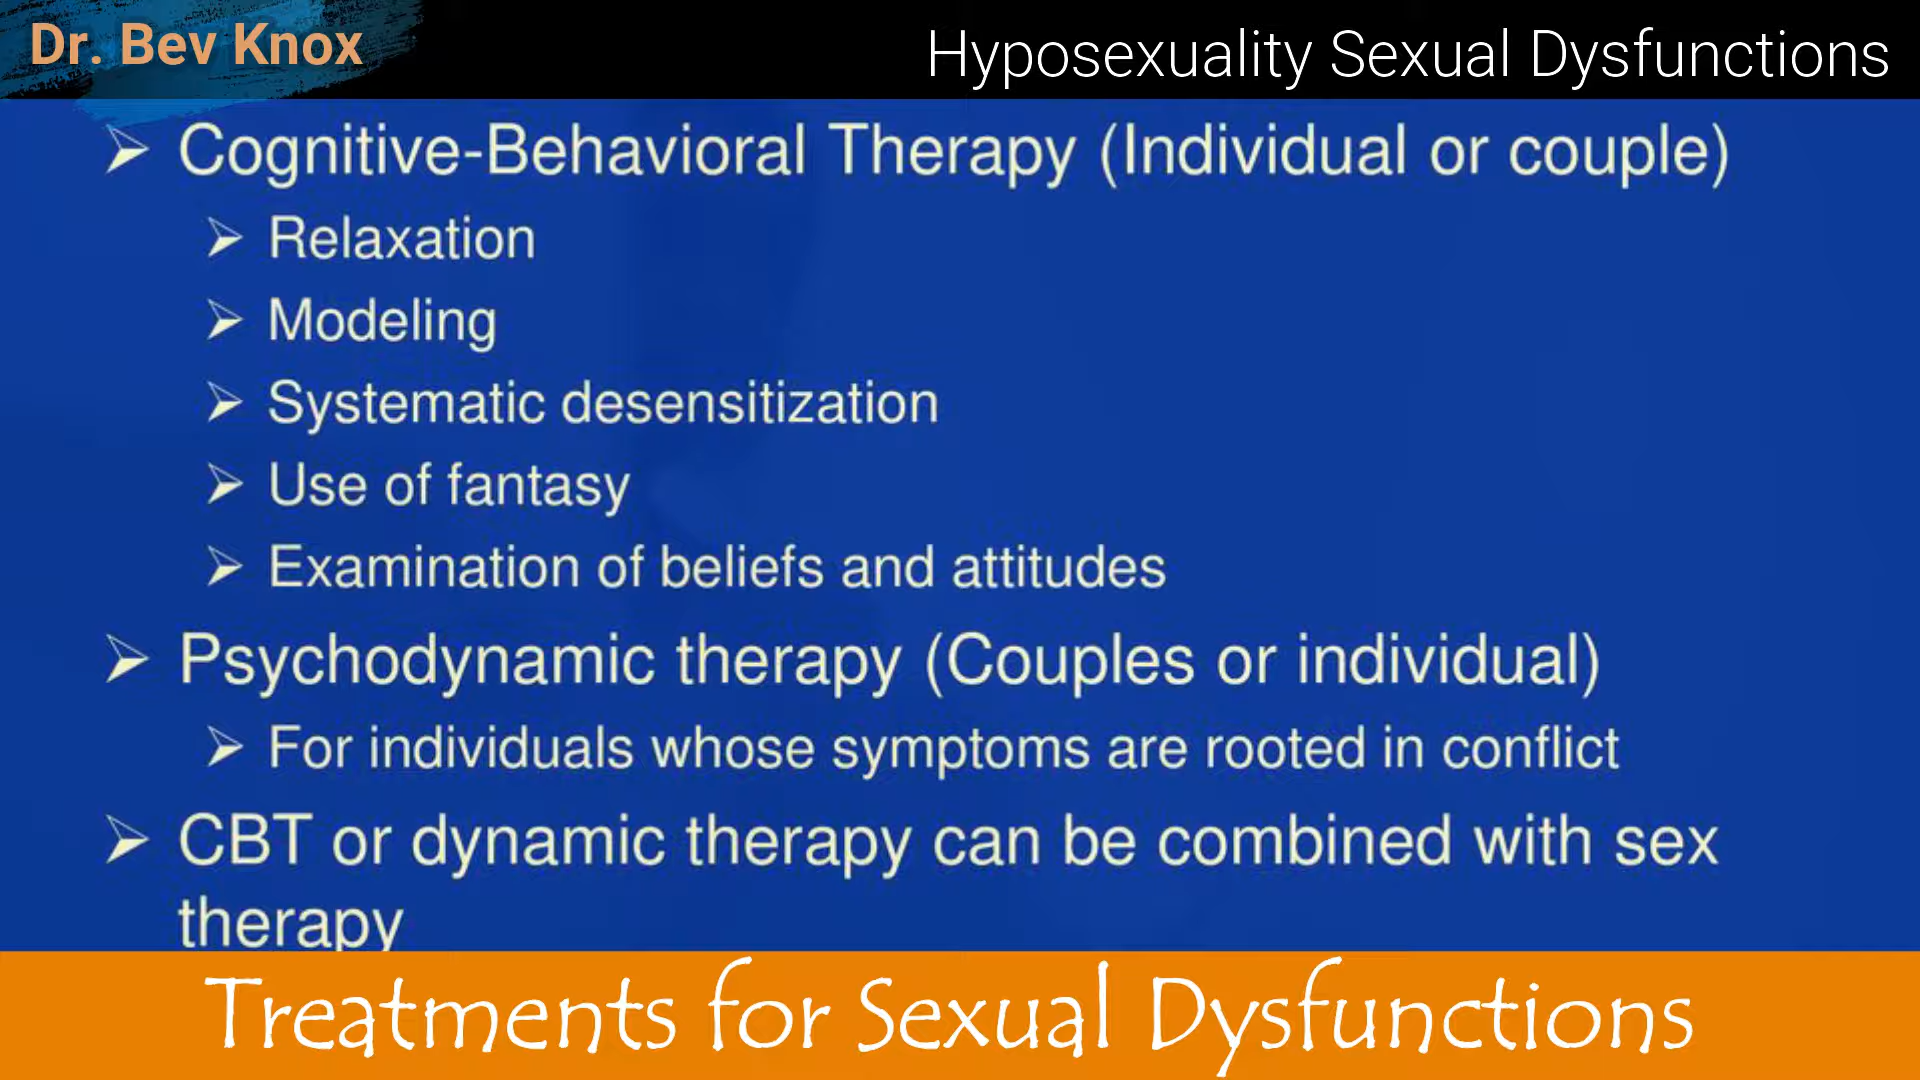 Dr. Bev Knox
Hyposexuality Sexual Dysfunctions
Cognitive-Behavioral Therapy (Individual or couple)
Relaxation
Modeling
Systematic desensitization
Use of fantasy
Examination of beliefs and attitudes
Psychodynamic therapy (Couples or individual)
For individuals whose symptoms are rooted in conflict
CBT or dynamic therapy can be combined with sex
therapy
Treatments for Sexual Dysfunctions